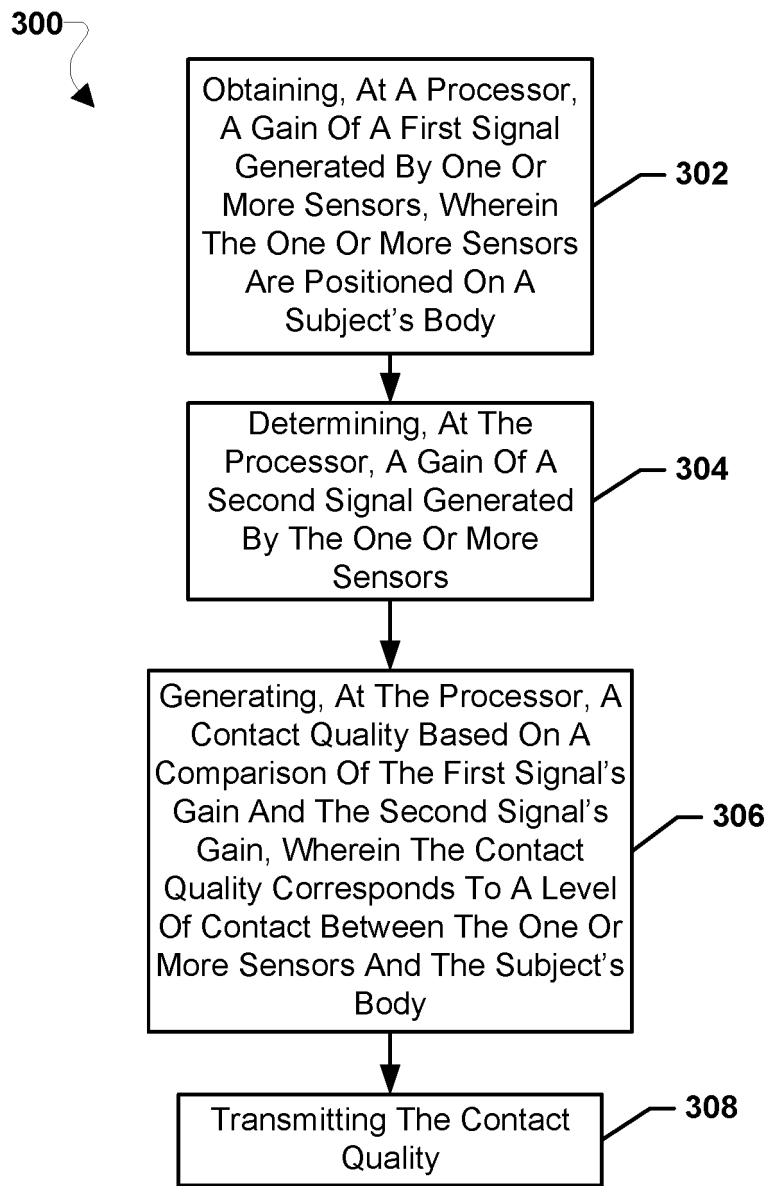 300
Obtaining, At A Processor,
A Gain Of A First Signal
Generated By One Or
More Sensors, Wherein
The One Or More Sensors
Are Positioned On A
Subject's Body
302
Determining, At The
Processor, A Gain Of A
Second Signal Generated
By The One Or More
Sensors
304
Generating, At The Processor, A
Contact Quality Based On A
Comparison Of The First Signal's
Gain And The Second Signal's
Gain, Wherein The Contact
Quality Corresponds To A Level
Of Contact Between The One Or
More Sensors And The Subject's
Body
306
Transmitting The Contact
Quality
308